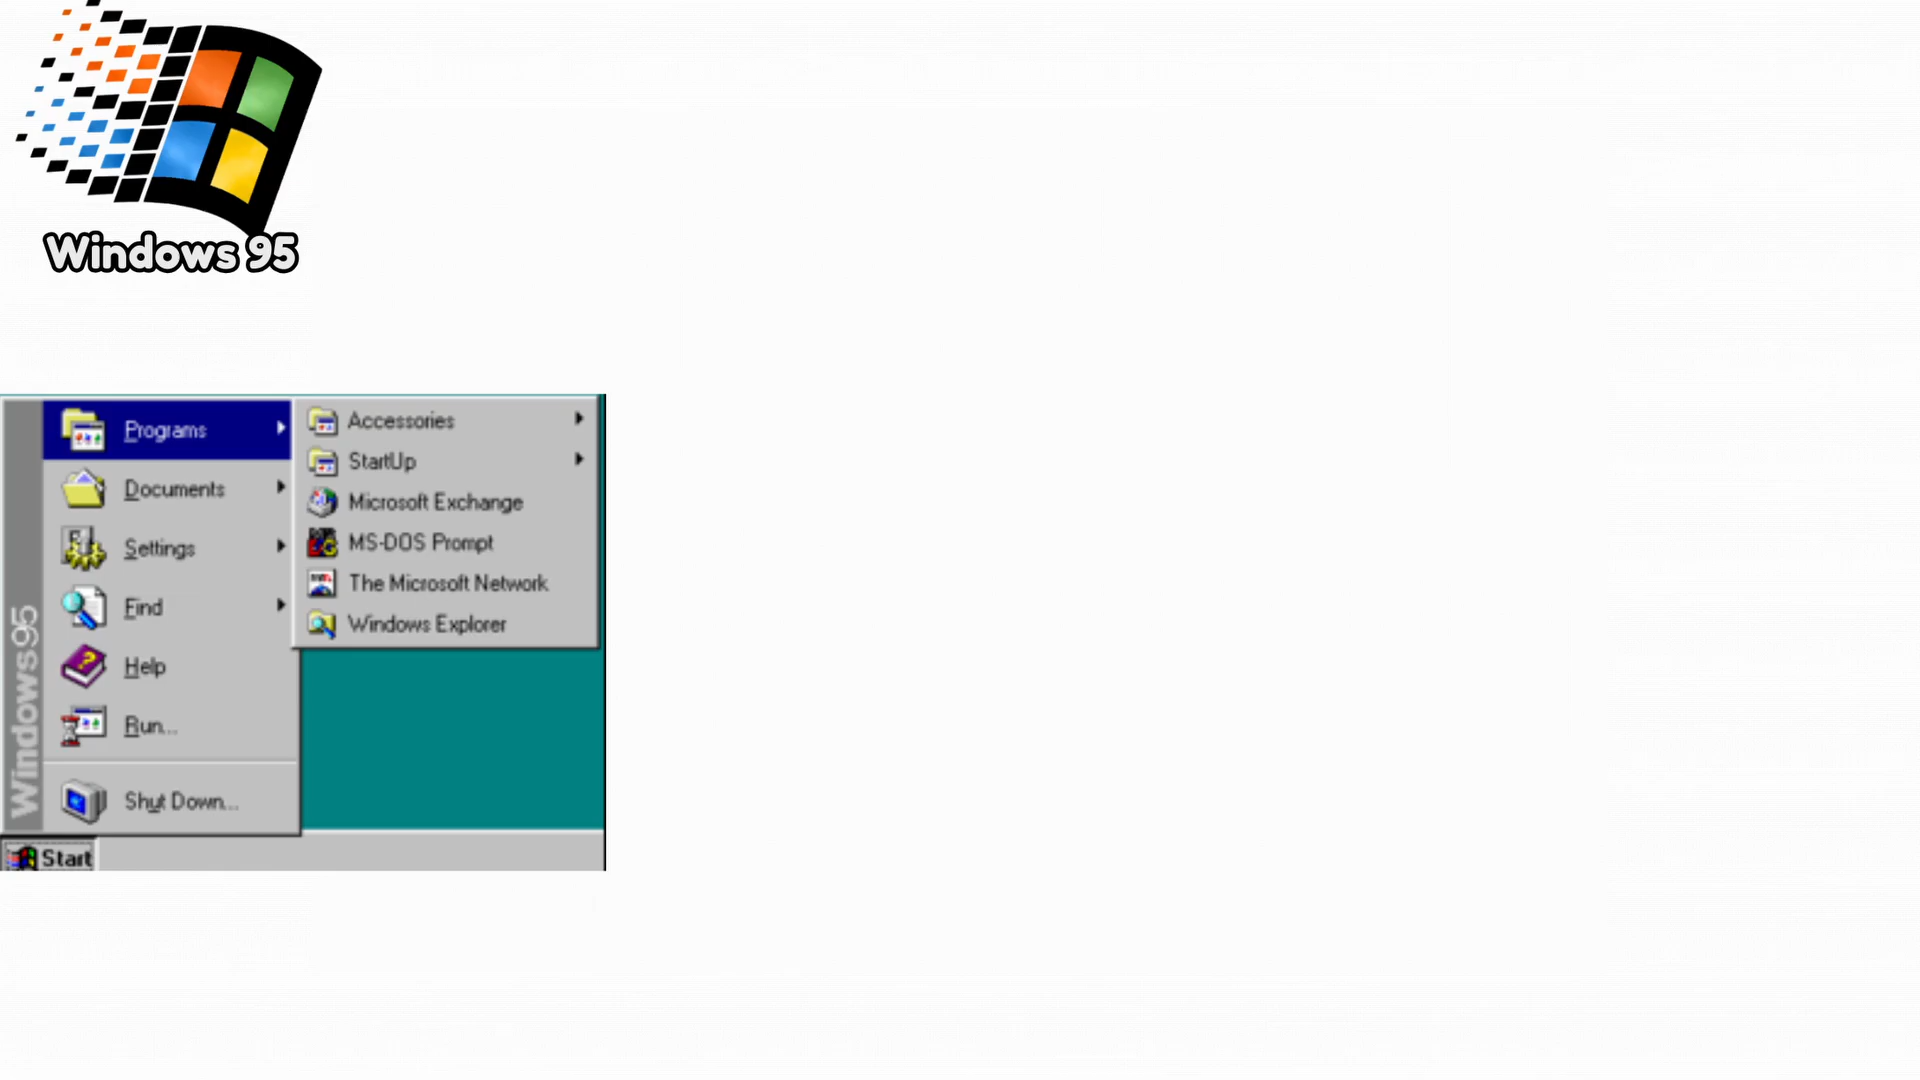 Windows 95
Programs
Documents
Settings
Find
Help
Run...
Shut Down...
Accessories
StartUp
Microsoft Exchange
MS-DOS Prompt
The Microsoft Network
Windows Explorer
Windows95
Start